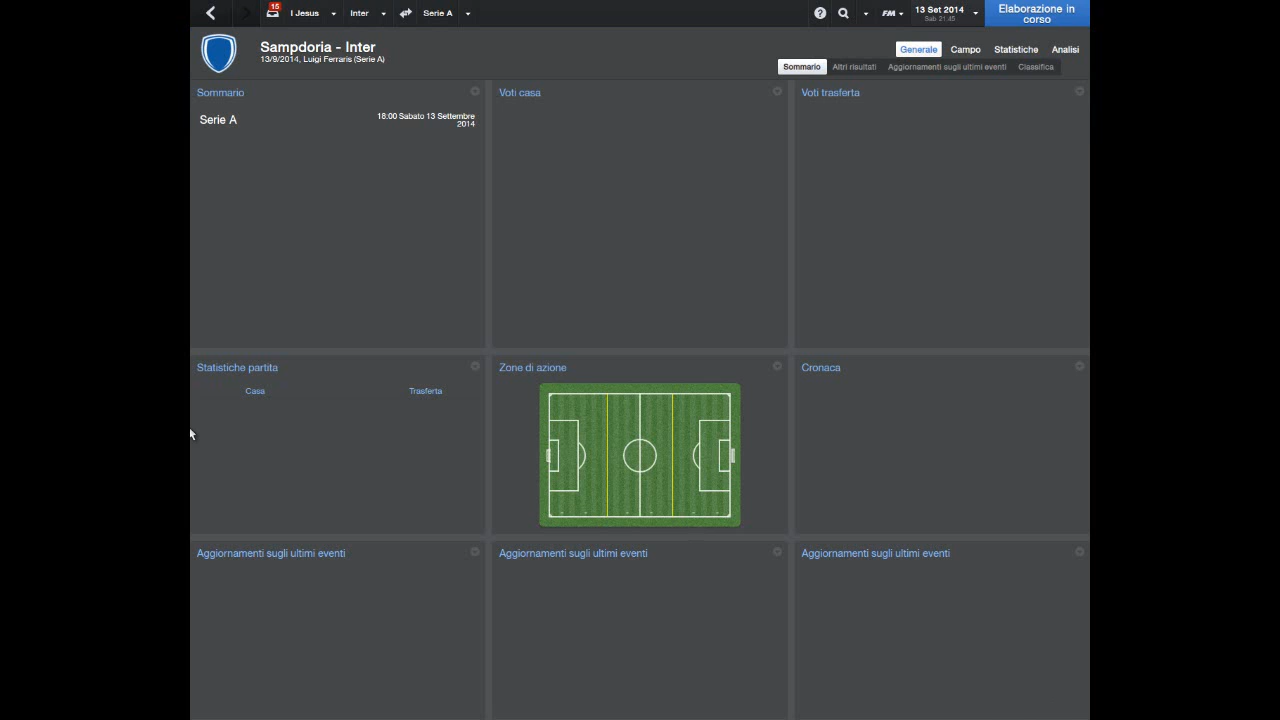 15
I Jesus
Inter
Serie A
?
FM
13 Set 2014
Sab 21:45
Elaborazione in
corso
Sampdoria - Inter
13/9/2014, Luigi Ferraris (Serie A)
Generale
Campo
Statistiche
Analisi
Sommario
Altri risultati
Aggiornamenti sugli ultimi eventi
Classifica
Sommario
Voti casa
Voti trasferta
Serie A
18:00 Sabato 13 Settembre
2014
Statistiche partita
Zone di azione
Cronaca
Casa
Trasferta
Aggiornamenti sugli ultimi eventi
Aggiornamenti sugli ultimi eventi
Aggiornamenti sugli ultimi eventi